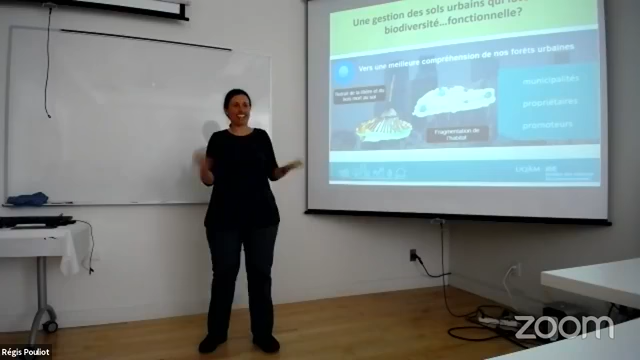 Une gestion des sols urbains qui
biodiversité...fonctionnelle?
Vers une meilleure compréhension de nos forêts urbaines
municipalités
propriétaires
promoteurs
Fragmentation de
l'habitat
Régis Pouliot
zoom